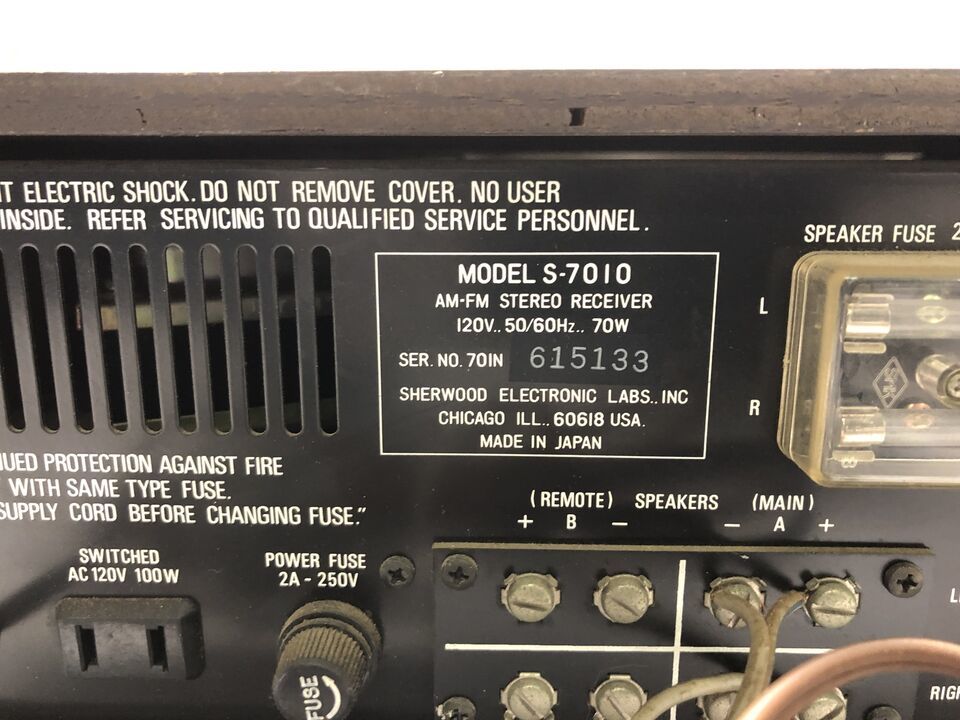 T ELECTRIC SHOCK. DO NOT REMOVE COVER. NO USER
INSIDE. REFER SERVICING TO QUALIFIED SERVICE PERSONNEL.
SPEAKER FUSE 2
MODEL S-7010
AM-FM STEREO RECEIVER
120V.. 50/60Hz.. 70W
SER. NO. 70IN 615133
SHERWOOD ELECTRONIC LABS., INC
CHICAGO ILL., 60618 USA.
MADE IN JAPAN
L
R
UED PROTECTION AGAINST FIRE
WITH SAME TYPE FUSE.
SUPPLY CORD BEFORE CHANGING FUSE."
(REMOTE) SPEAKERS (MAIN)
+ B - - A +
SWITCHED
AC 120V 100W
POWER FUSE
2A - 250V
FUSE
L
RIGH